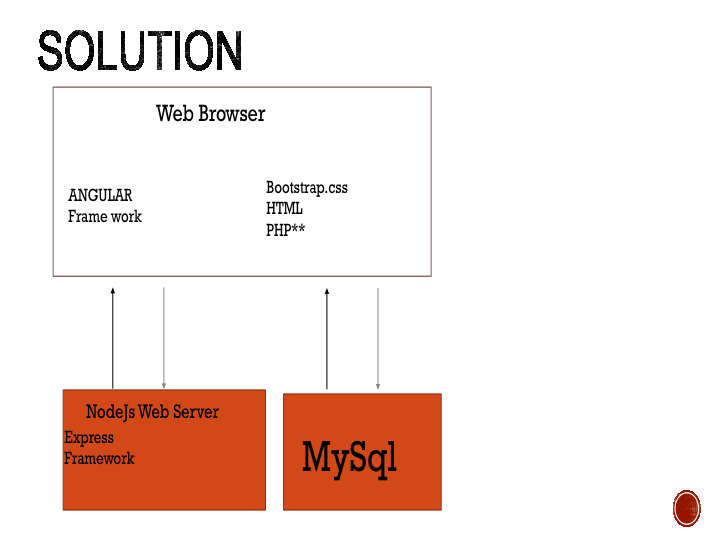 SOLUTION
Web Browser
ANGULAR
Frame work
Bootstrap.css
HTML
PHP**
NodeJs Web Server
Express
Framework
MySql